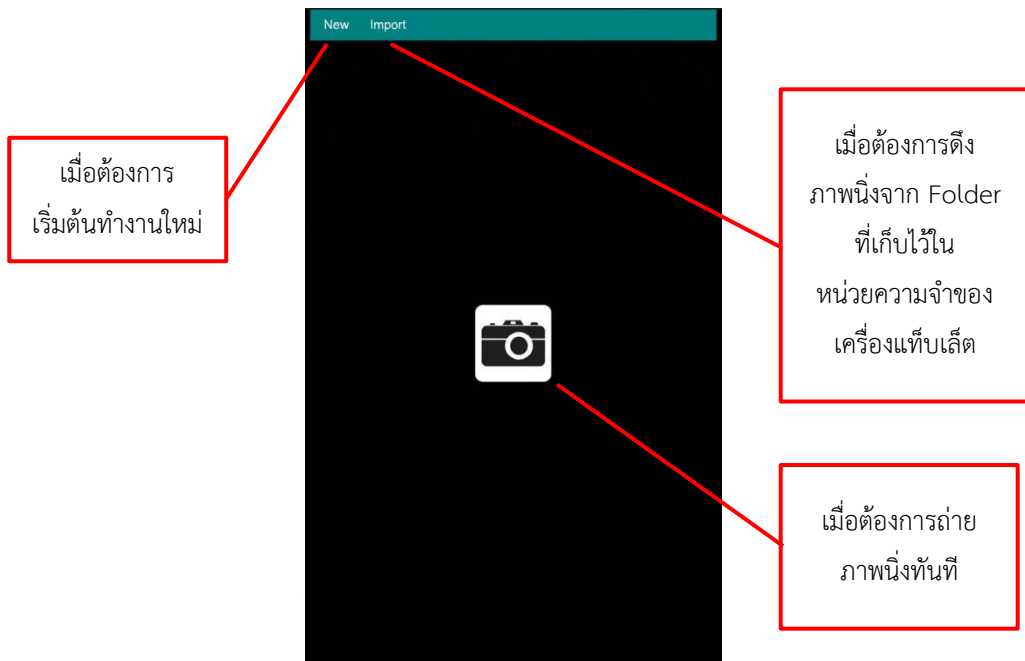 New Import
เมื่อต้องการ
เริ่มต้นทำงานใหม่
เมื่อต้องการดึง
ภาพนิ่งจาก Folder
ที่เก็บไว้ใน
หน่วยความจำของ
เครื่องแท็บเล็ต
เมื่อต้องการถ่าย
ภาพนิ่งทันที